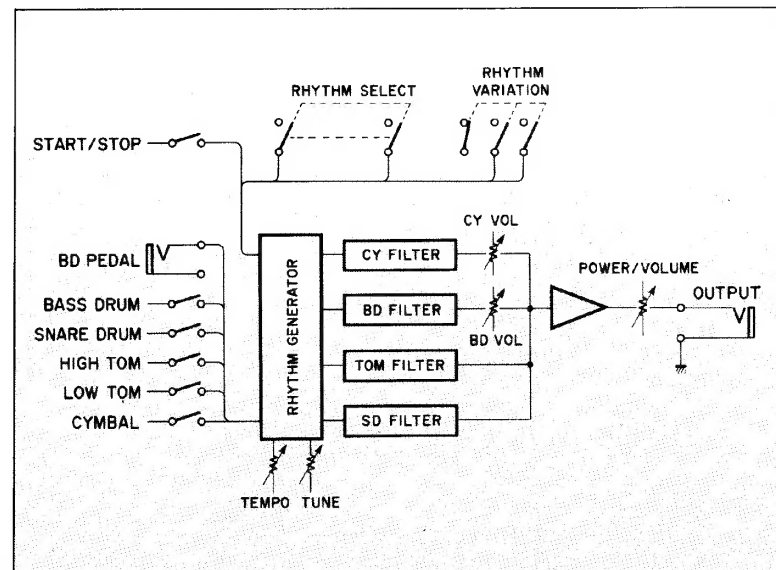 RHYTHM SELECT
RHYTHM
VARIATION
START/STOP
BD PEDAL
BASS DRUM
SNARE DRUM
HIGH TOM
LOW TOM
CYMBAL
RHYTHM GENERATOR
TEMPO TUNE
CY FILTER
BD FILTER
TOM FILTER
SD FILTER
CY VOL
BD VOL
POWER/VOLUME
OUTPUT